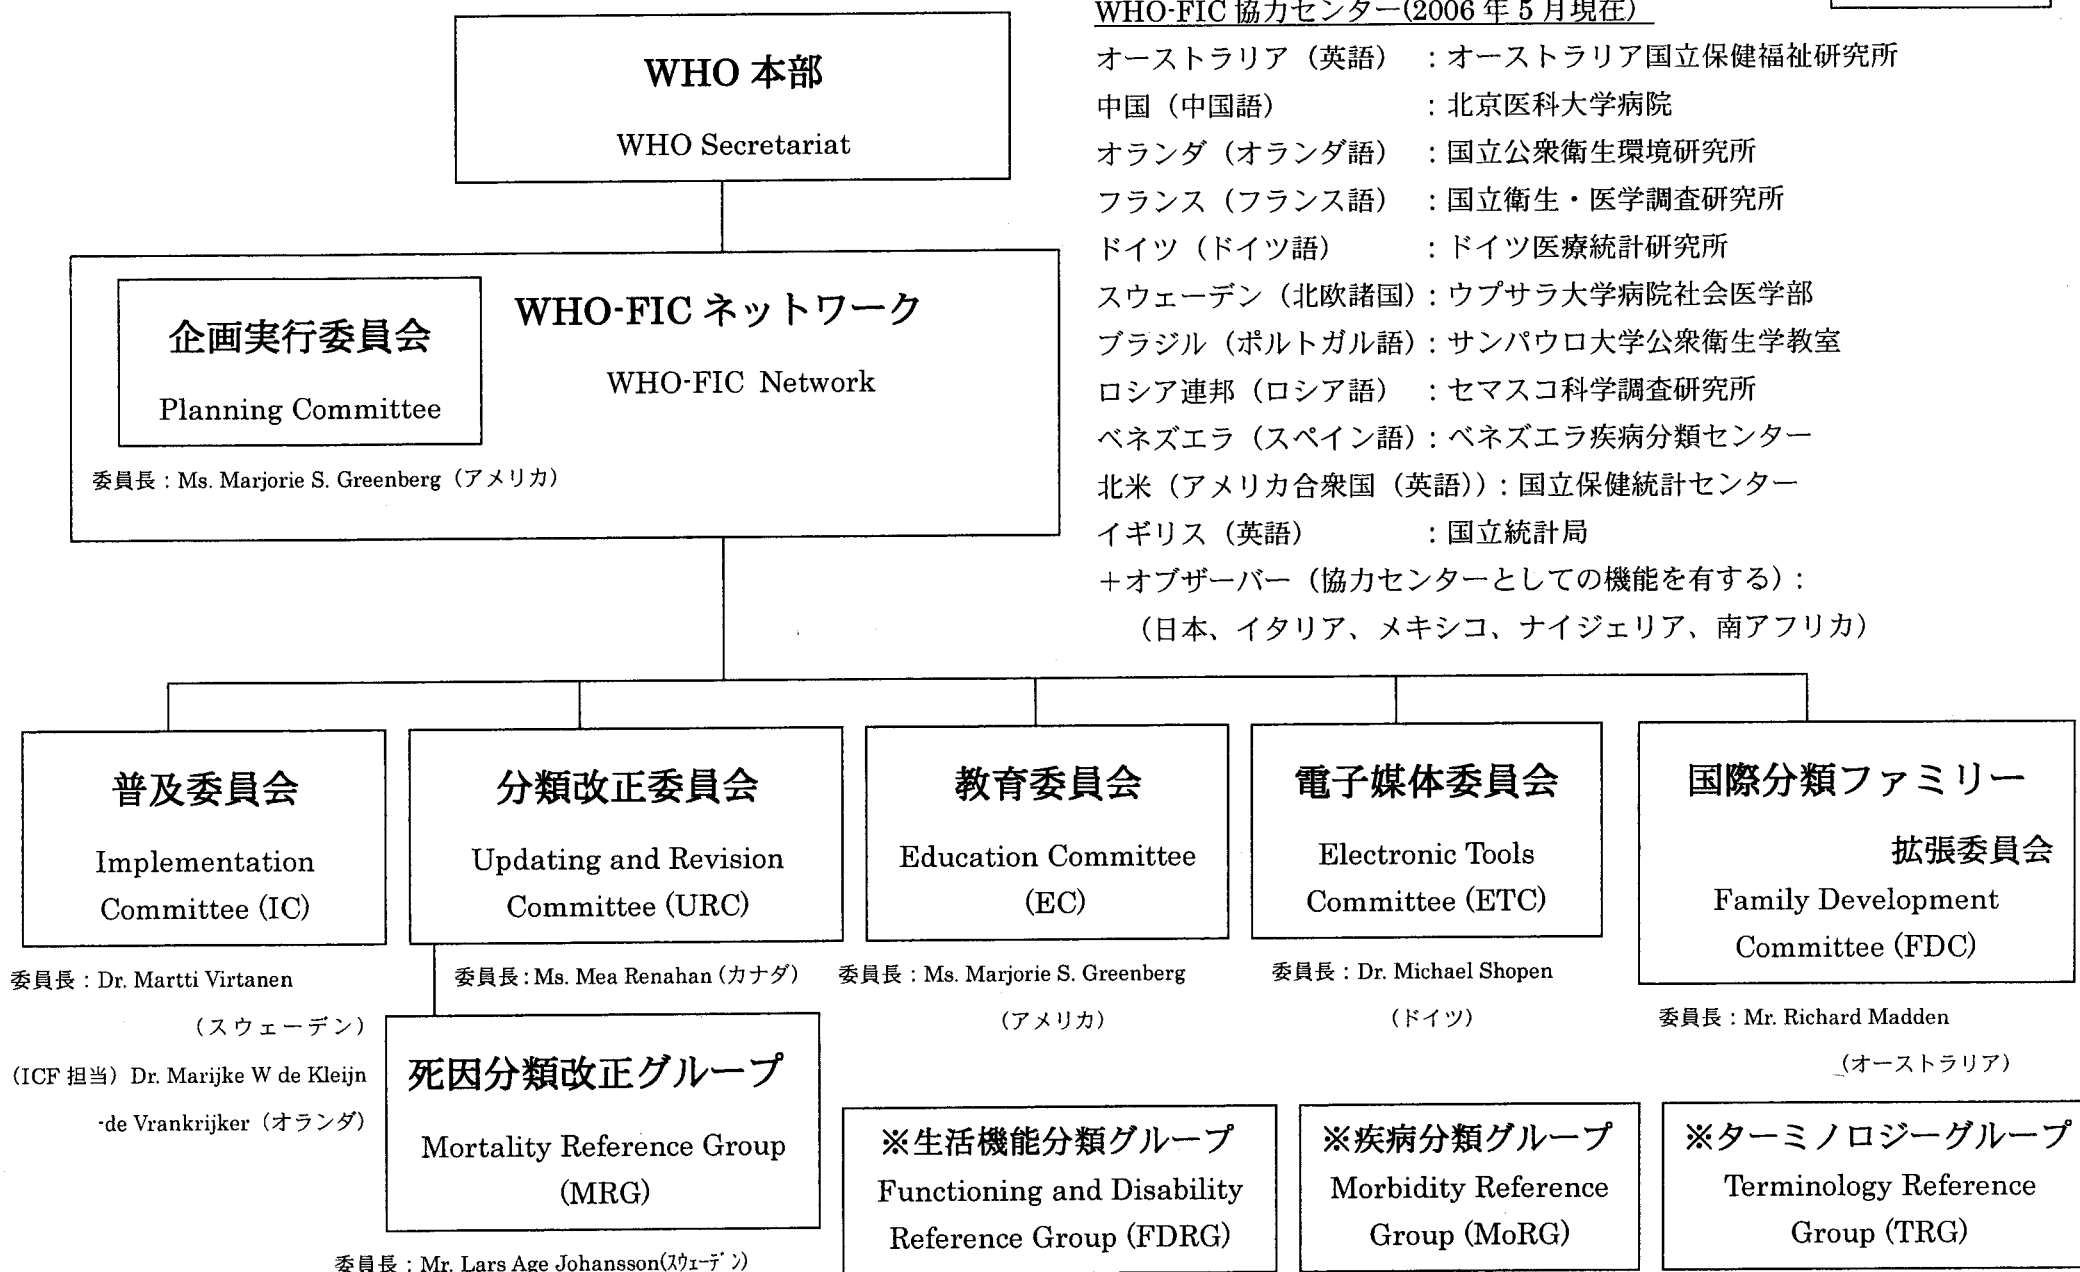 WHO 本部
WHO Secretariat
WHO-FIC 協力センター(2006 年 5 月現在)
オーストラリア（英語）：オーストラリア国立保健福祉研究所
中国（中国語）：北京医科大学病院
オランダ（オランダ語）：国立公衆衛生環境研究所
フランス（フランス語）：国立衛生・医学調査研究所
ドイツ（ドイツ語）：ドイツ医療統計研究所
スウェーデン（北欧諸国）：ウプサラ大学病院社会医学部
ブラジル（ポルトガル語）：サンパウロ大学公衆衛生学教室
ロシア連邦（ロシア語）：セマスコ科学調査研究所
ベネズエラ（スペイン語）：ベネズエラ疾病分類センター
北米（アメリカ合衆国（英語））：国立保健統計センター
イギリス（英語）：国立統計局
＋オブザーバー（協力センターとしての機能を有する）：
（日本、イタリア、メキシコ、ナイジェリア、南アフリカ）
企画実行委員会
Planning Committee
WHO-FIC ネットワーク
WHO-FIC Network
委員長：Ms. Marjorie S. Greenberg（アメリカ）
普及委員会
Implementation
Committee (IC)
委員長：Dr. Martti Virtanen
（スウェーデン）
（ICF 担当）Dr. Marijke W de Kleijn
-de Vrankrijker（オランダ）
分類改正委員会
Updating and Revision
Committee (URC)
委員長：Ms. Mea Renahan（カナダ）
死因分類改正グループ
Mortality Reference Group
(MRG)
委員長：Mr. Lars Age Johansson(ｽｳｪｰﾃﾞﾝ)
教育委員会
Education Committee
(EC)
委員長：Ms. Marjorie S. Greenberg
（アメリカ）
電子媒体委員会
Electronic Tools
Committee (ETC)
委員長：Dr. Michael Shopen
（ドイツ）
国際分類ファミリー
拡張委員会
Family Development
Committee (FDC)
委員長：Mr. Richard Madden
（オーストラリア）
※生活機能分類グループ
Functioning and Disability
Reference Group (FDRG)
※疾病分類グループ
Morbidity Reference
Group (MoRG)
※ターミノロジーグループ
Terminology Reference
Group (TRG)